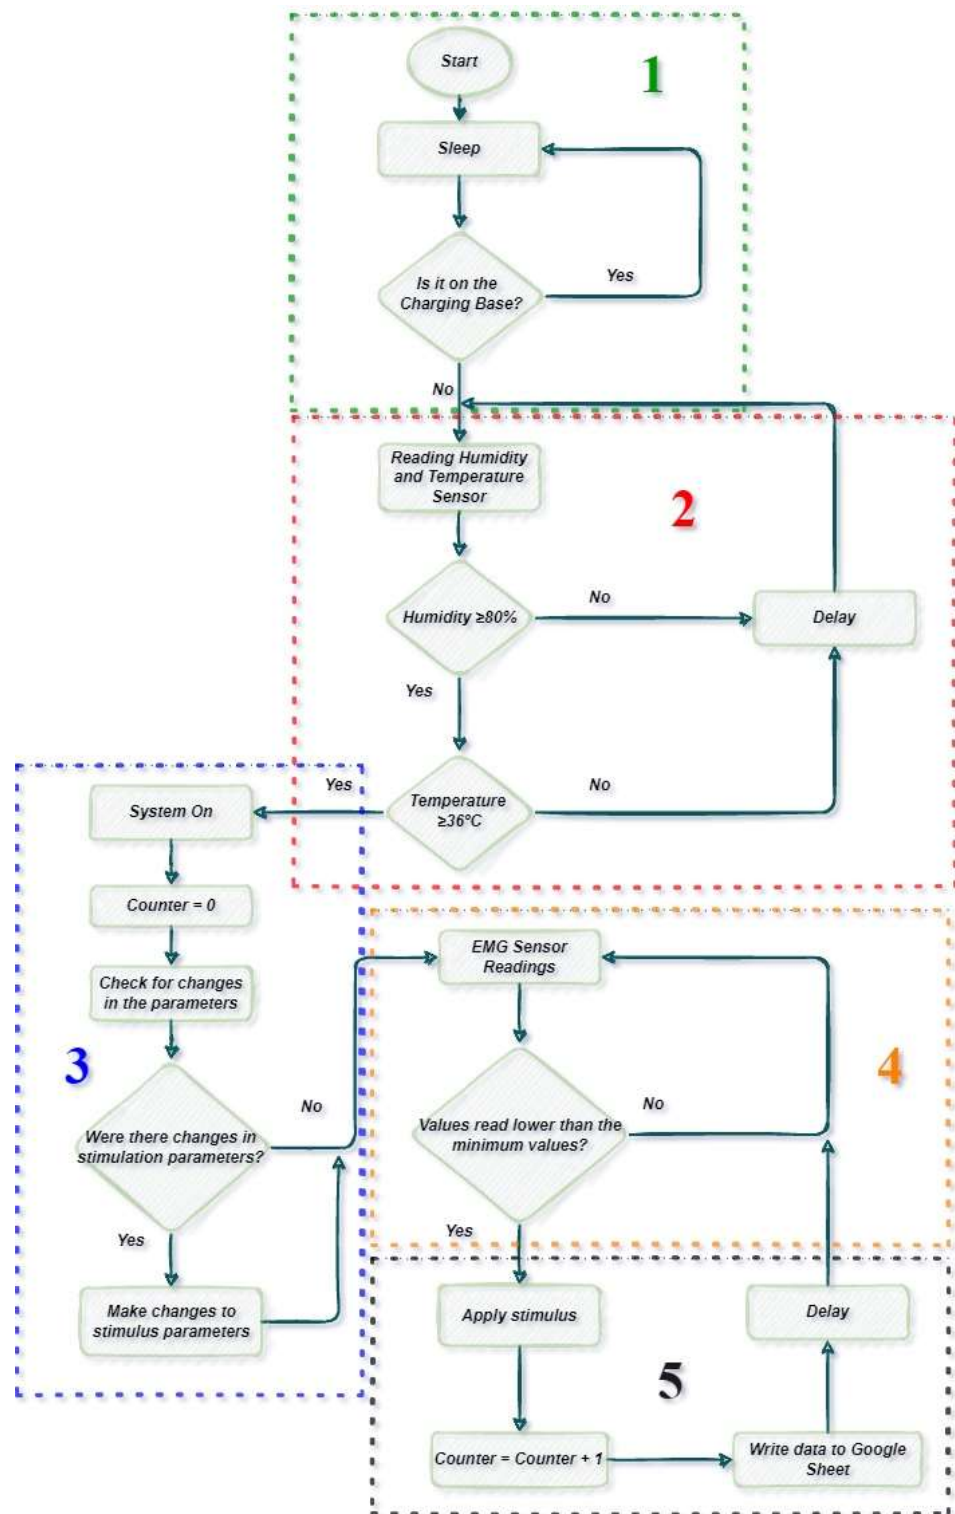 Start
1
Sleep
Is it on the
Charging Base?
Yes
No
Reading Humidity
and Temperature
Sensor
2
Humidity ≥80%
No
Delay
Yes
Temperature
≥36°C
No
Yes
System On
Counter = 0
Check for changes
in the parameters
3
Were there changes in
stimulation parameters?
No
Yes
Make changes to
stimulus parameters
EMG Sensor
Readings
4
Values read lower than the
minimum values?
No
Yes
Apply stimulus
Delay
5
Counter = Counter + 1
Write data to Google
Sheet